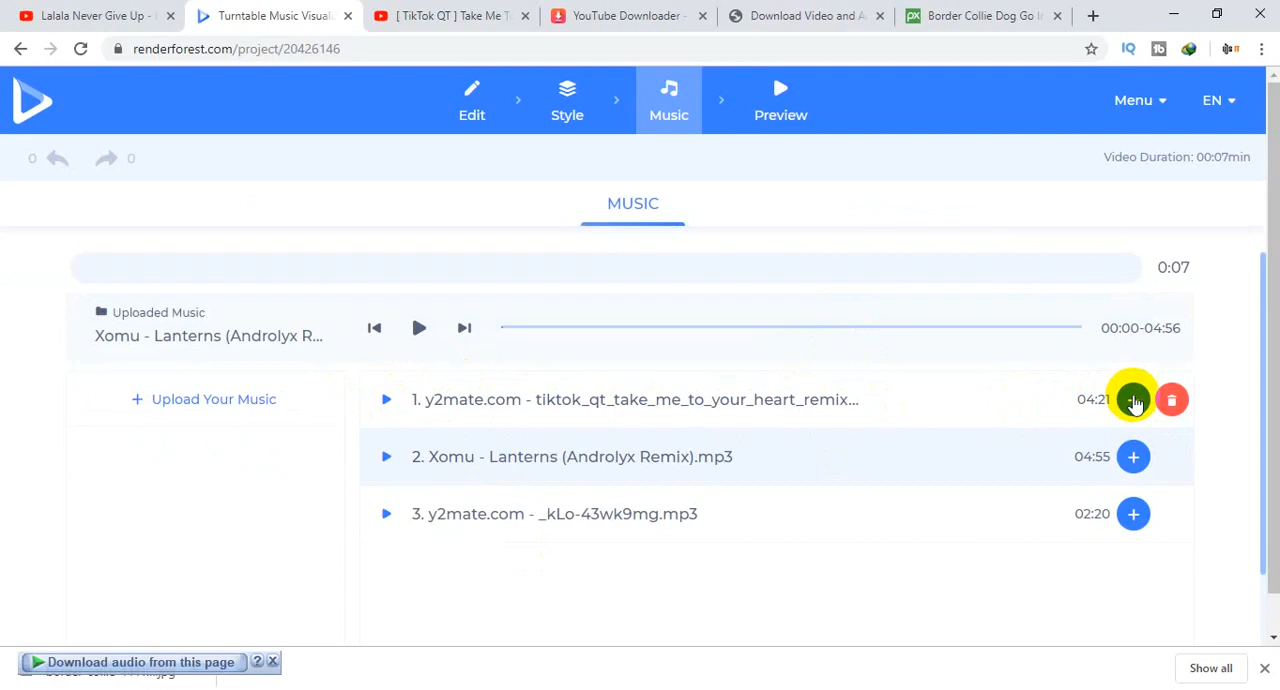 Lalala Never Give Up -
Turntable Music Visuali
[ TikTok QT ] Take Me T
YouTube Downloader -
Download Video and A
Border Collie Dog Go I
renderforest.com/project/20426146
IQ
tb
Edit
Style
Music
Preview
Menu
EN
0
0
Video Duration: 00:07min
MUSIC
0:07
Uploaded Music
Xomu - Lanterns (Androlyx R...
00:00-04:56
+ Upload Your Music
1. y2mate.com - tiktok_qt_take_me_to_your_heart_remix... 04:21
2. Xomu - Lanterns (Androlyx Remix).mp3 04:55
3. y2mate.com - _kLo-43wk9mg.mp3 02:20
Download audio from this page ? X
Show all